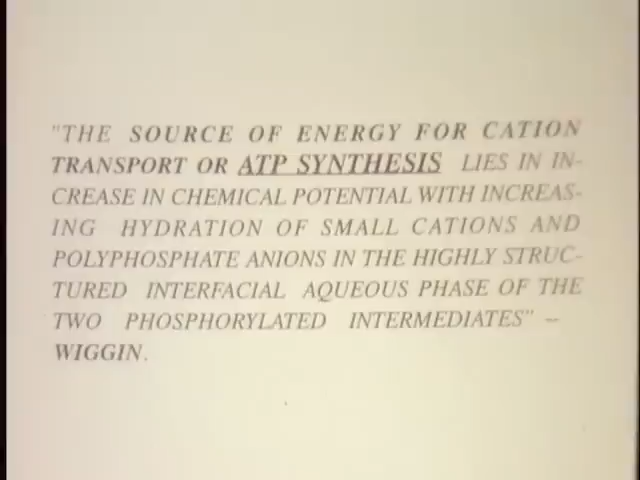 "THE SOURCE OF ENERGY FOR CATION
TRANSPORT OR ATP SYNTHESIS LIES IN IN-
CREASE IN CHEMICAL POTENTIAL WITH INCREAS-
ING HYDRATION OF SMALL CATIONS AND
POLYPHOSPHATE ANIONS IN THE HIGHLY STRUC-
TURED INTERFACIAL AQUEOUS PHASE OF THE
TWO PHOSPHORYLATED INTERMEDIATES" --
WIGGIN.